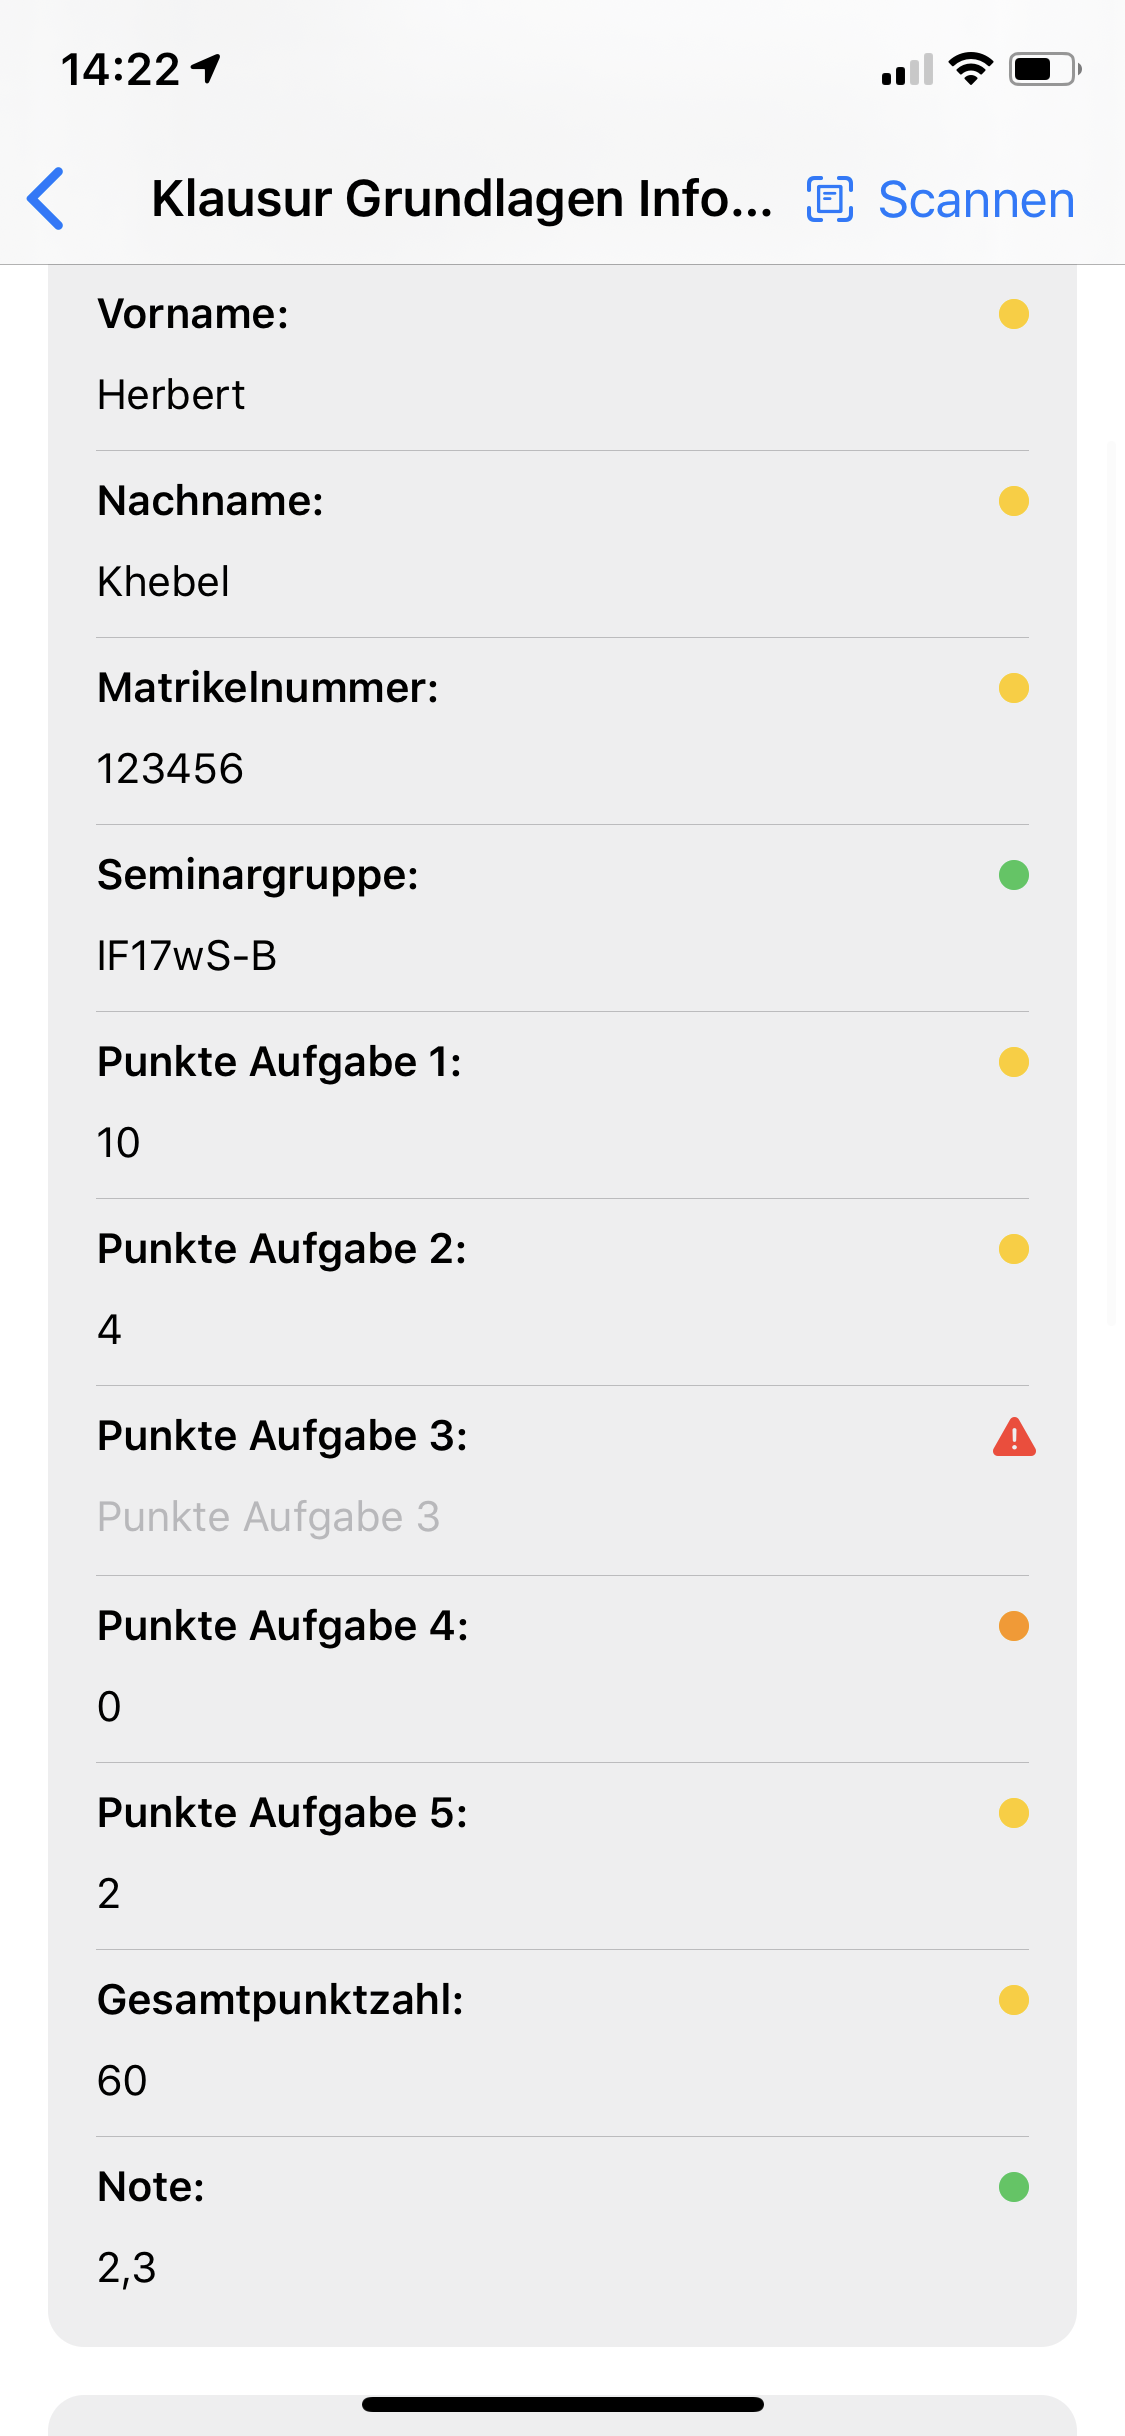 14:22
Klausur Grundlagen Info... Scannen
Vorname:
Herbert
Nachname:
Khebel
Matrikelnummer:
123456
Seminargruppe:
IF17wS-B
Punkte Aufgabe 1:
10
Punkte Aufgabe 2:
4
Punkte Aufgabe 3:
Punkte Aufgabe 3
Punkte Aufgabe 4:
0
Punkte Aufgabe 5:
2
Gesamtpunktzahl:
60
Note:
2,3